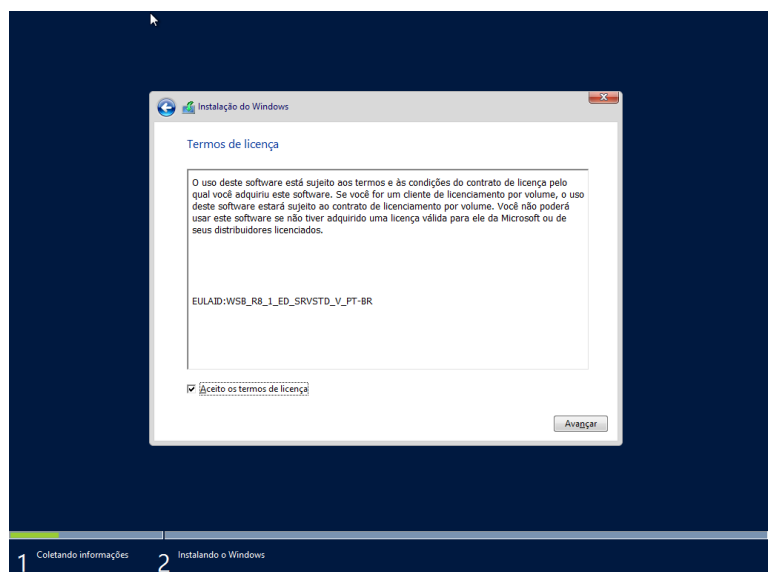 Instalação do Windows
Termos de licença
O uso deste software está sujeito aos termos e às condições do contrato de licença pelo
qual você adquiriu este software. Se você for um cliente de licenciamento por volume, o uso
deste software estará sujeito ao contrato de licenciamento por volume. Você não poderá
usar este software se não tiver adquirido uma licença válida para ele da Microsoft ou de
seus distribuidores licenciados.
EULAID:WSB_R8_1_ED_SRVSTD_V_PT-BR
Aceito os termos de licença
Avançar
1 Coletando informações 2 Instalando o Windows